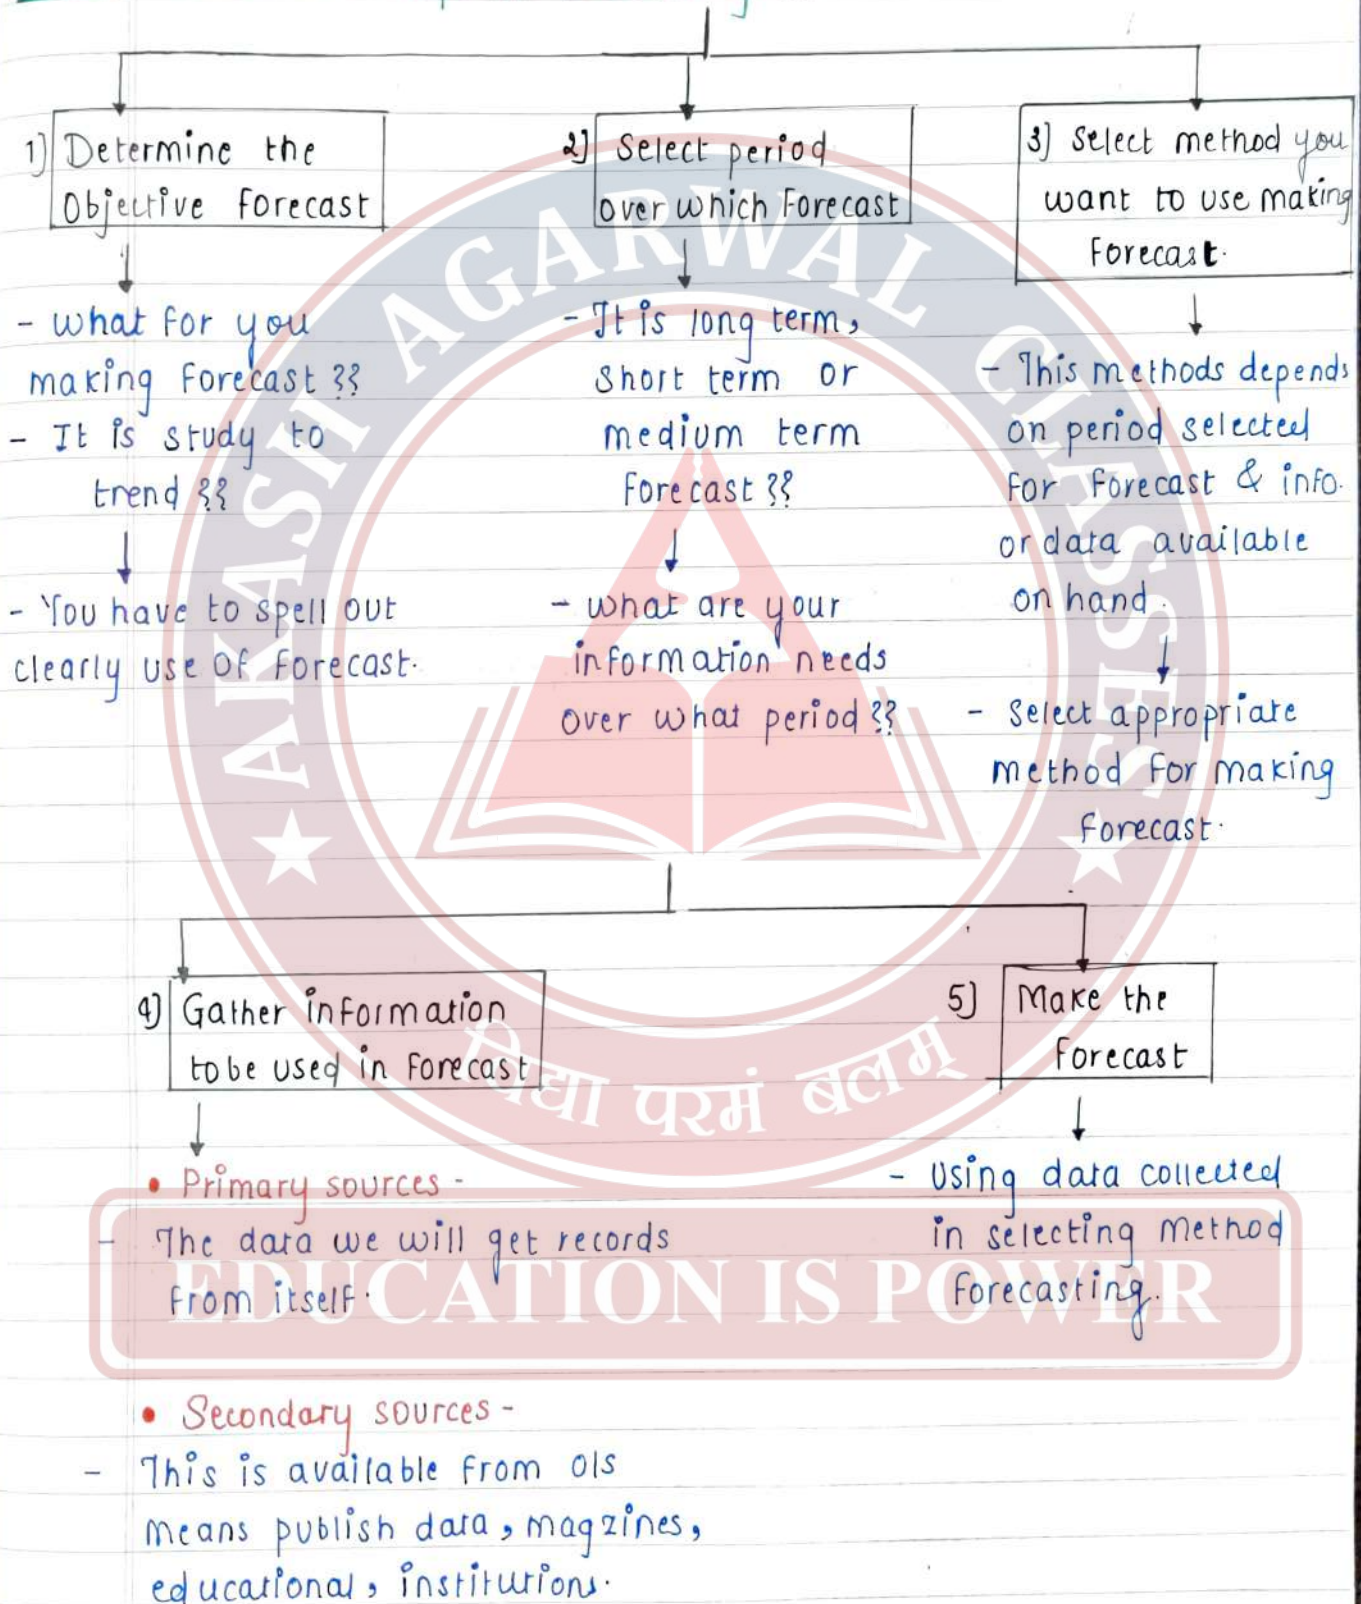 1] Determine the
Objective Forecast
- What for you
making Forecast ??
- It is study to
trend ??
- You have to spell out
clearly use of Forecast.
2] Select period
over which Forecast
- It is long term,
Short term or
medium term
Forecast ??
- What are your
information needs
over what period ??
3] Select method you
want to use making
Forecast.
- This methods depends
on period selected
for Forecast & info.
or data available
on hand.
- Select appropriate
method for making
Forecast.
4] Gather information
to be used in Forecast
• Primary sources -
- The data we will get records
From itself.
• Secondary sources -
- This is available from O/s
means publish data, magzines,
educational, institutions.
5] Make the
Forecast
- Using data collected
in selecting method
Forecasting.
★ AKASH AGARWAL CLASSES ★
विद्या परमं बलम्
EDUCATION IS POWER